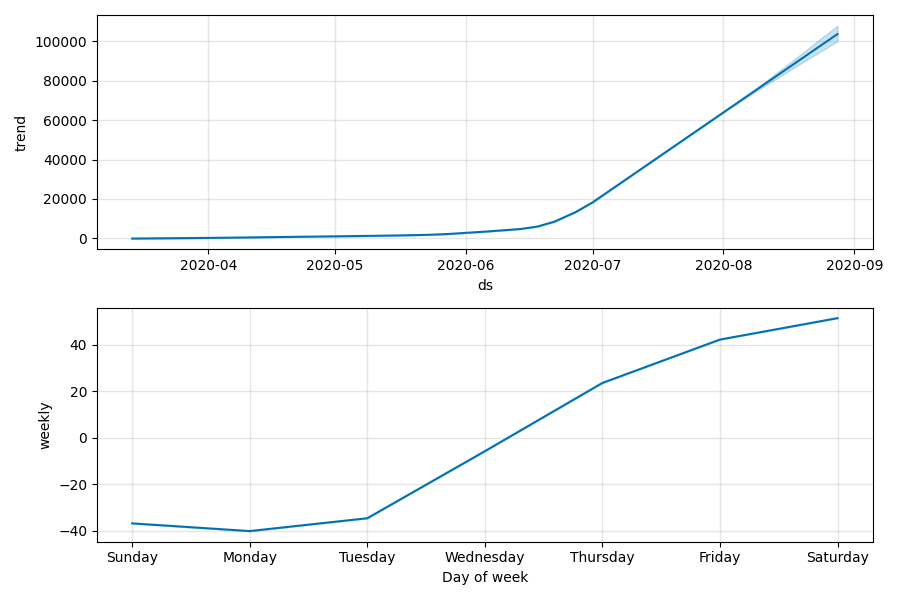 100000
80000
60000
40000
20000
0
trend
2020-04 2020-05 2020-06 2020-07 2020-08 2020-09
ds
40
20
0
−20
−40
weekly
Sunday Monday Tuesday Wednesday Thursday Friday Saturday
Day of week